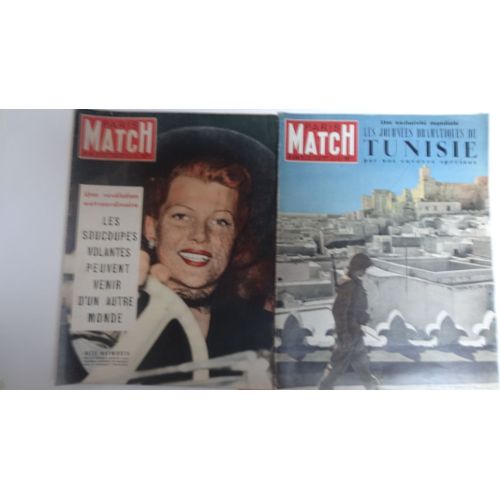 PARIS
MATCH
Une révélation
extraordinaire
LES
SOUCOUPES
VOLANTES
PEUVENT
VENIR
D'UN AUTRE
MONDE
RITA HAYWORTH
PARIS
MATCH
Une exclusivité mondiale
LES JOURNÉES DRAMATIQUES DE
TUNISIE
par nos envoyés spéciaux